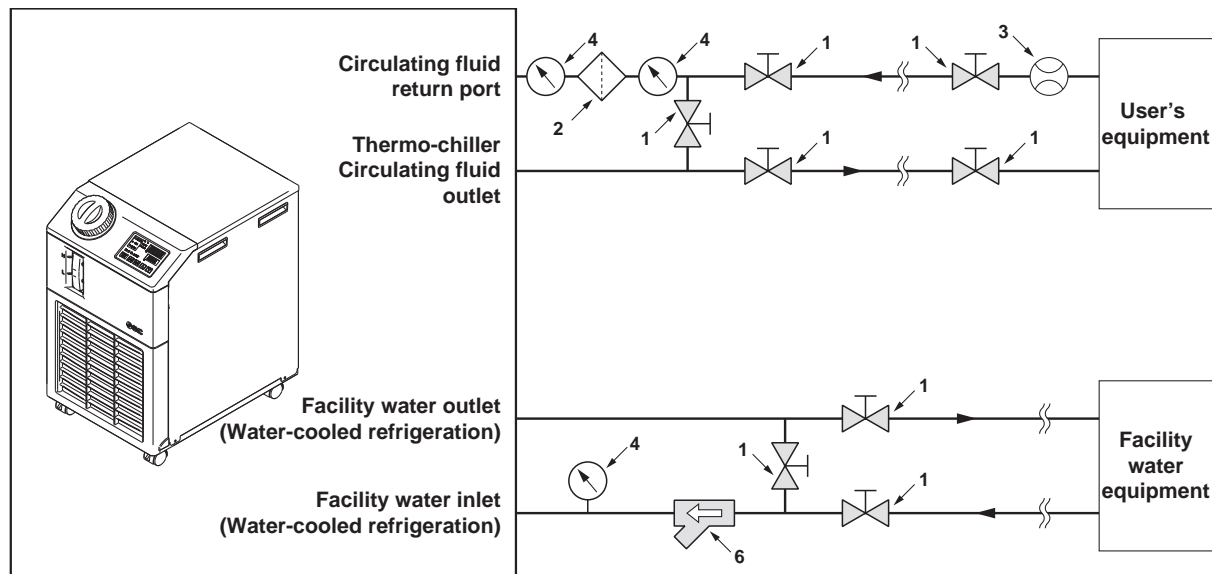 4
4
1
1
3
Circulating fluid
return port
2
1
User's
equipment
Thermo-chiller
Circulating fluid
outlet
1
1
Facility water outlet
(Water-cooled refrigeration)
1
4
1
Facility
water
equipment
1
Facility water inlet
(Water-cooled refrigeration)
6